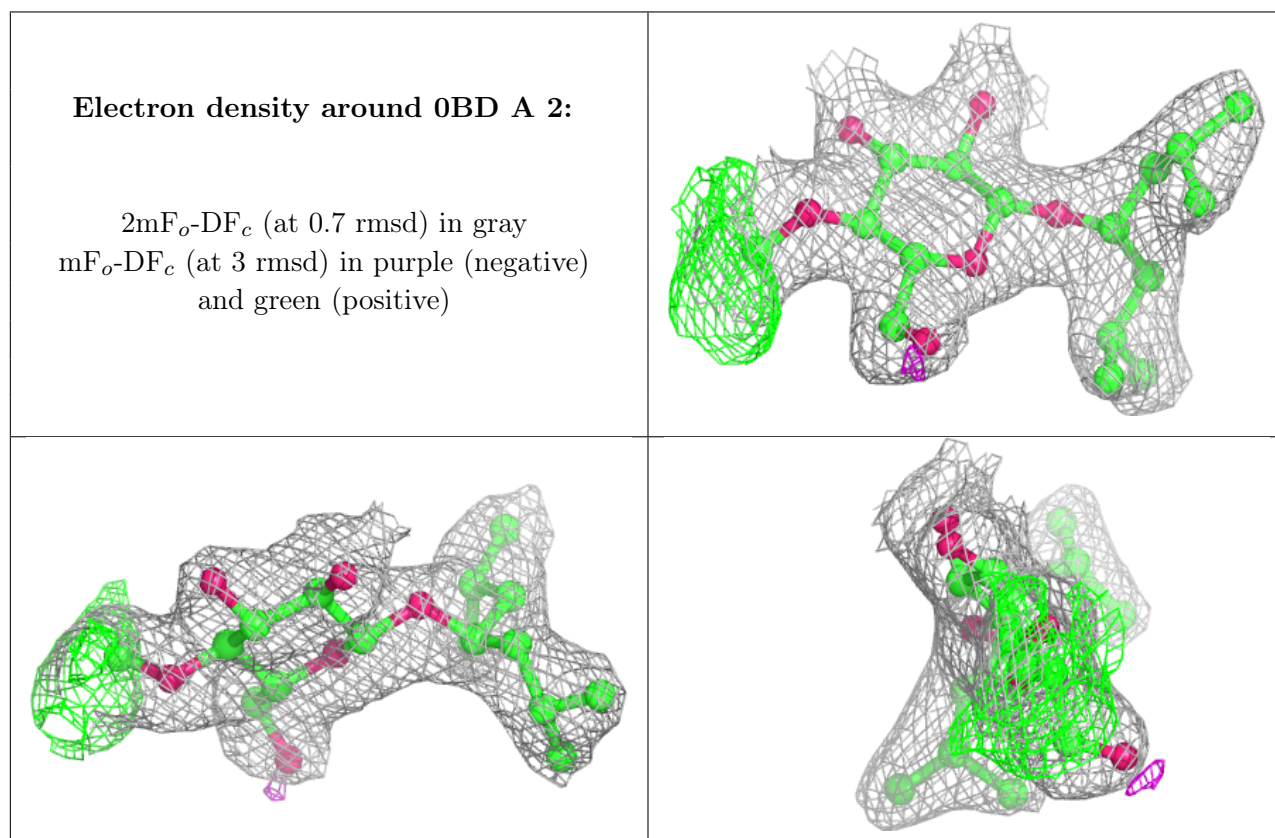 Electron density around 0BD A 2:
2mFo-DFc (at 0.7 rmsd) in gray
mFo-DFc (at 3 rmsd) in purple (negative)
and green (positive)